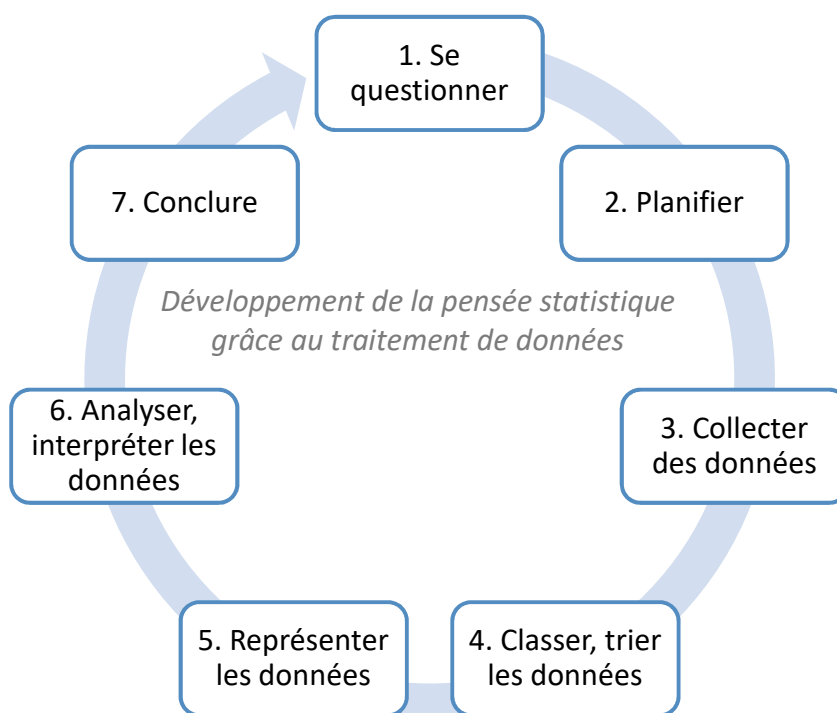 1. Se
questionner
2. Planifier
3. Collecter
des données
4. Classer, trier
les données
5. Représenter
les données
6. Analyser,
interpréter les
données
7. Conclure
Développement de la pensée statistique
grâce au traitement de données